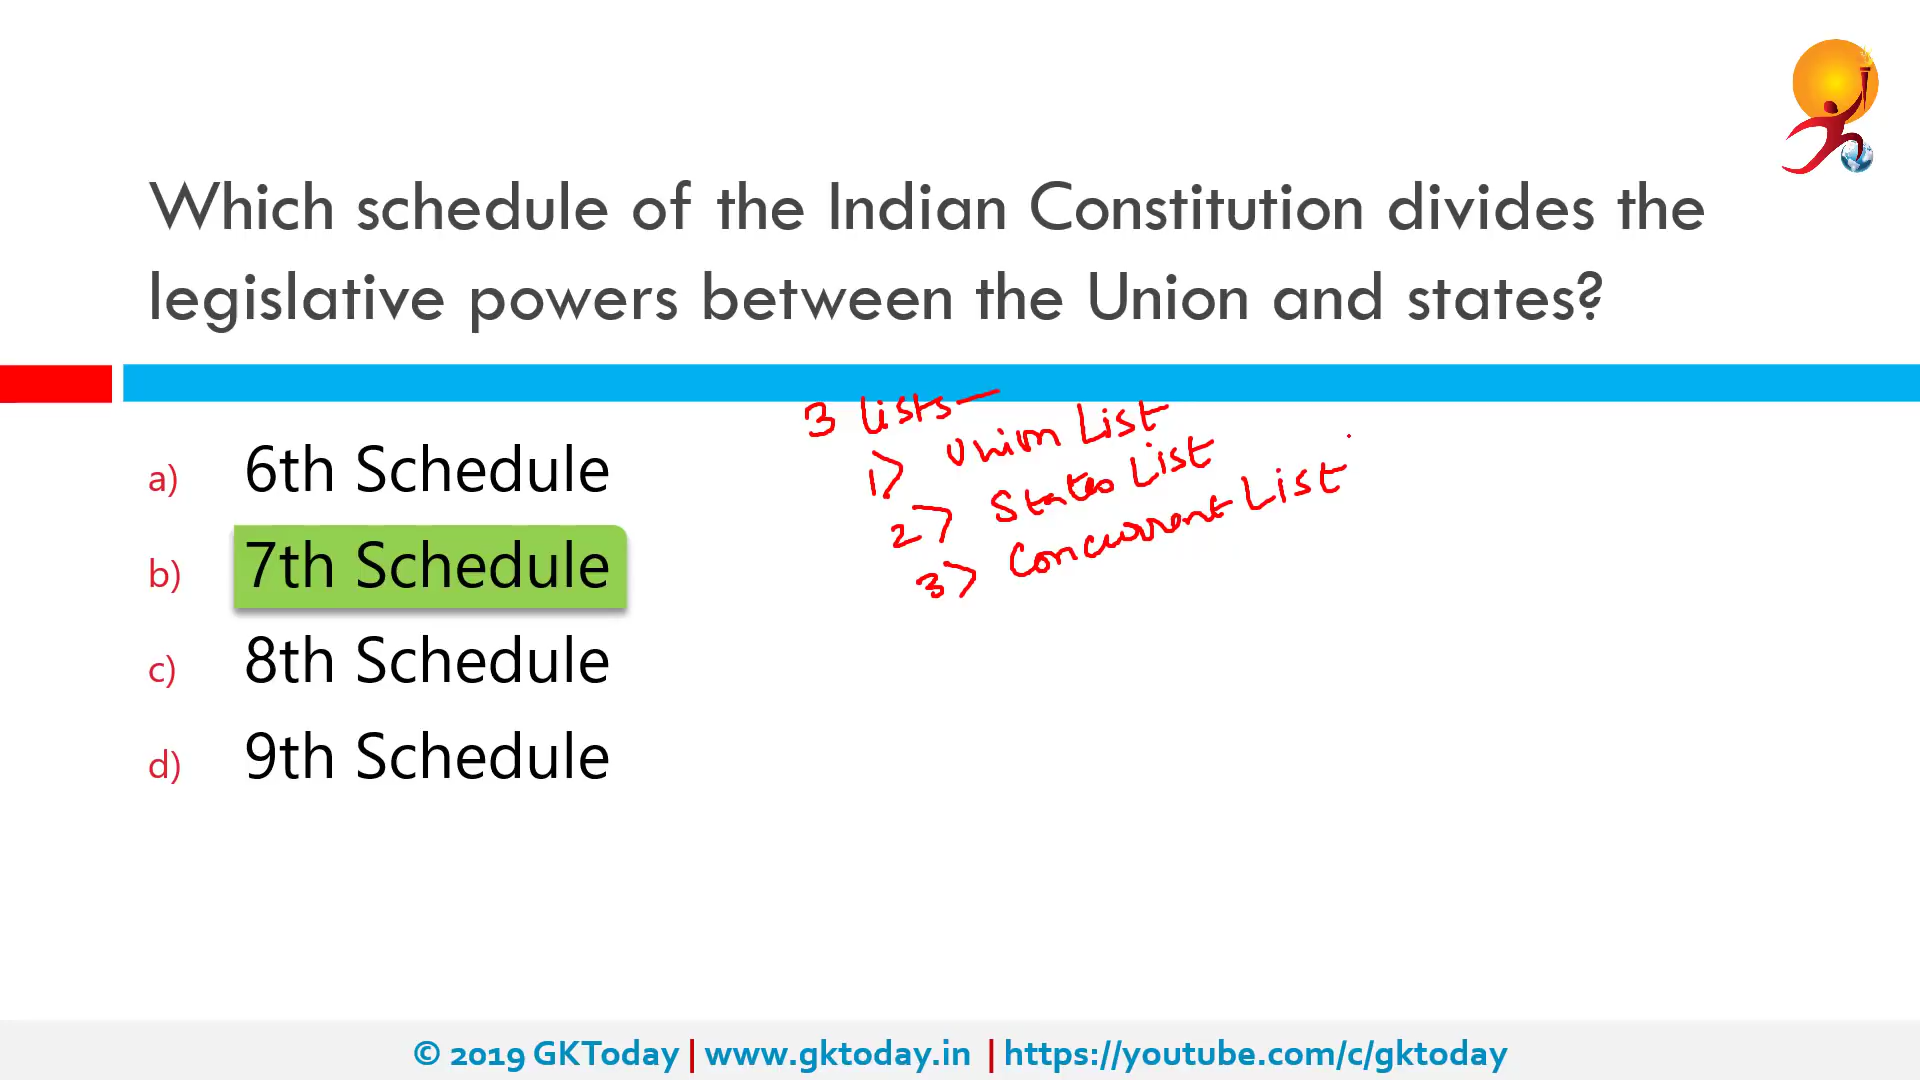 Which schedule of the Indian Constitution divides the
legislative powers between the Union and states?
a) 6th Schedule
b) 7th Schedule
c) 8th Schedule
d) 9th Schedule
3 Lists—
1) Union List
2) States List
3) Concurrent List
© 2019 GKToday | www.gktoday.in | https://youtube.com/c/gktoday